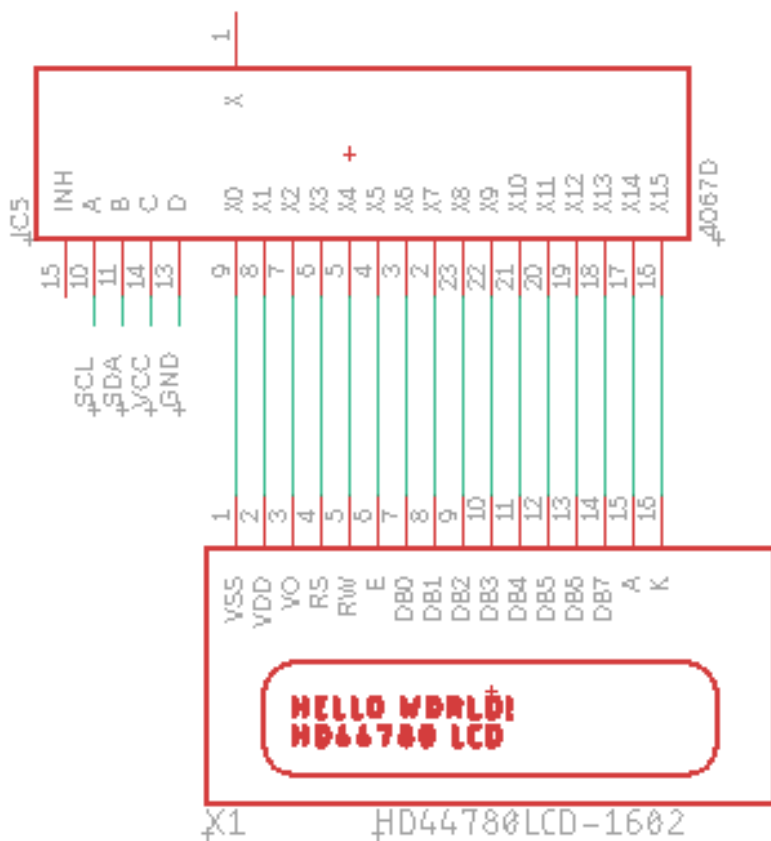 1
X
IC5
INH A B C D X0 X1 X2 X3 X4 X5 X6 X7 X8 X9 X10 X11 X12 X13 X14 X15
4067D
15 10 11 14 13 9 8 7 6 5 4 3 2 23 22 21 20 19 18 17 16
SCL SDA VCC GND
1 2 3 4 5 6 7 8 9 10 11 12 13 14 15 16
VSS VDD VO RS RW E DB0 DB1 DB2 DB3 DB4 DB5 DB6 DB7 A K
HELLO WORLD!
HD44780 LCD
X1 HD44780LCD-1602